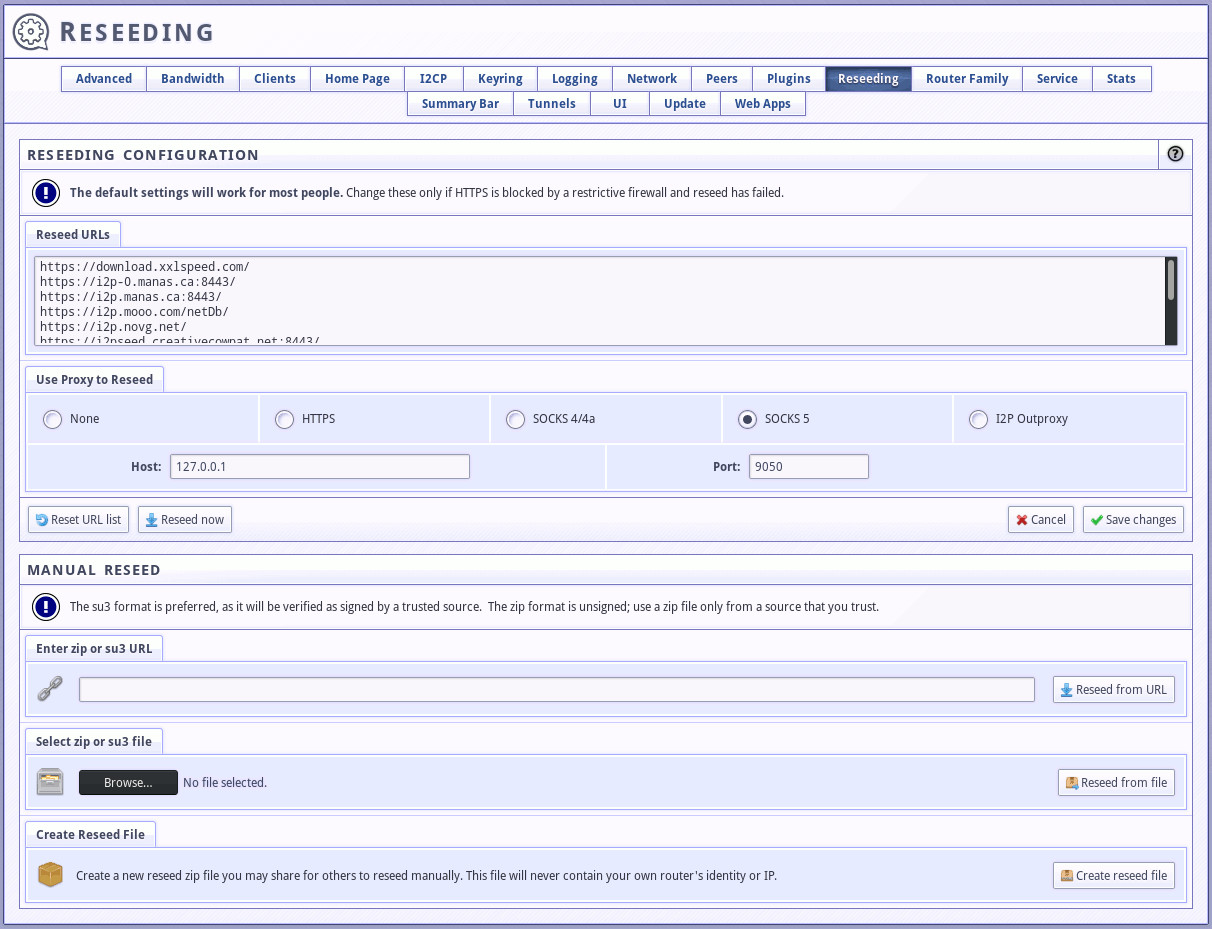 RESEEDING
Advanced Bandwidth Clients Home Page I2CP Keyring Logging Network Peers Plugins Reseeding Router Family Service Stats
Summary Bar Tunnels UI Update Web Apps
RESEEDING CONFIGURATION ?
! The default settings will work for most people. Change these only if HTTPS is blocked by a restrictive firewall and reseed has failed.
Reseed URLs
https://download.xxlspeed.com/
https://i2p-0.manas.ca:8443/
https://i2p.manas.ca:8443/
https://i2p.mooo.com/netDb/
https://i2p.novg.net/
https://i2pseed.creativecowpat.net:8443/
Use Proxy to Reseed
None HTTPS SOCKS 4/4a SOCKS 5 I2P Outproxy
Host: 127.0.0.1 Port: 9050
Reset URL list Reseed now Cancel Save changes
MANUAL RESEED
! The su3 format is preferred, as it will be verified as signed by a trusted source. The zip format is unsigned; use a zip file only from a source that you trust.
Enter zip or su3 URL
Reseed from URL
Select zip or su3 file
Browse... No file selected. Reseed from file
Create Reseed File
Create a new reseed zip file you may share for others to reseed manually. This file will never contain your own router's identity or IP. Create reseed file